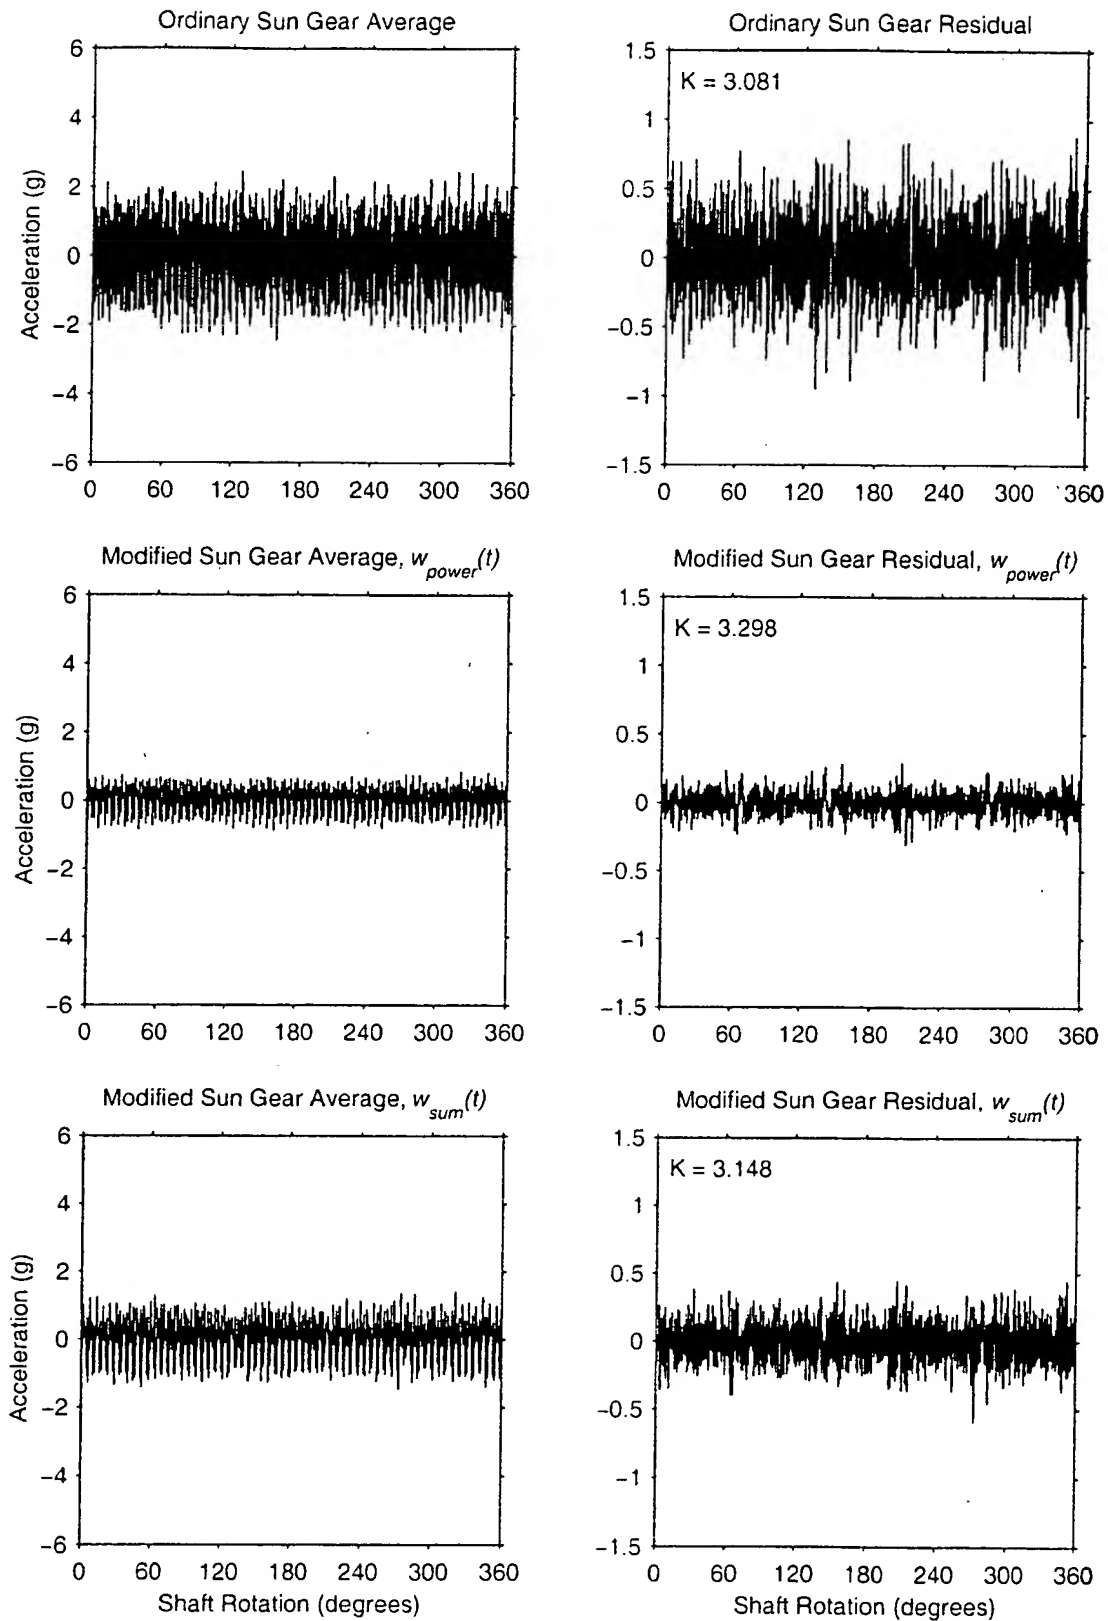 Ordinary Sun Gear Average
Ordinary Sun Gear Residual
6
4
2
0
−2
−4
−6
Acceleration (g)
0 60 120 180 240 300 360
K = 3.081
1.5
1
0.5
0
−0.5
−1
−1.5
0 60 120 180 240 300 360
Modified Sun Gear Average, w_power(t)
Modified Sun Gear Residual, w_power(t)
6
4
2
0
−2
−4
−6
Acceleration (g)
0 60 120 180 240 300 360
K = 3.298
1.5
1
0.5
0
−0.5
−1
−1.5
0 60 120 180 240 300 360
Modified Sun Gear Average, w_sum(t)
Modified Sun Gear Residual, w_sum(t)
6
4
2
0
−2
−4
−6
Acceleration (g)
0 60 120 180 240 300 360
Shaft Rotation (degrees)
K = 3.148
1.5
1
0.5
0
−0.5
−1
−1.5
0 60 120 180 240 300 360
Shaft Rotation (degrees)